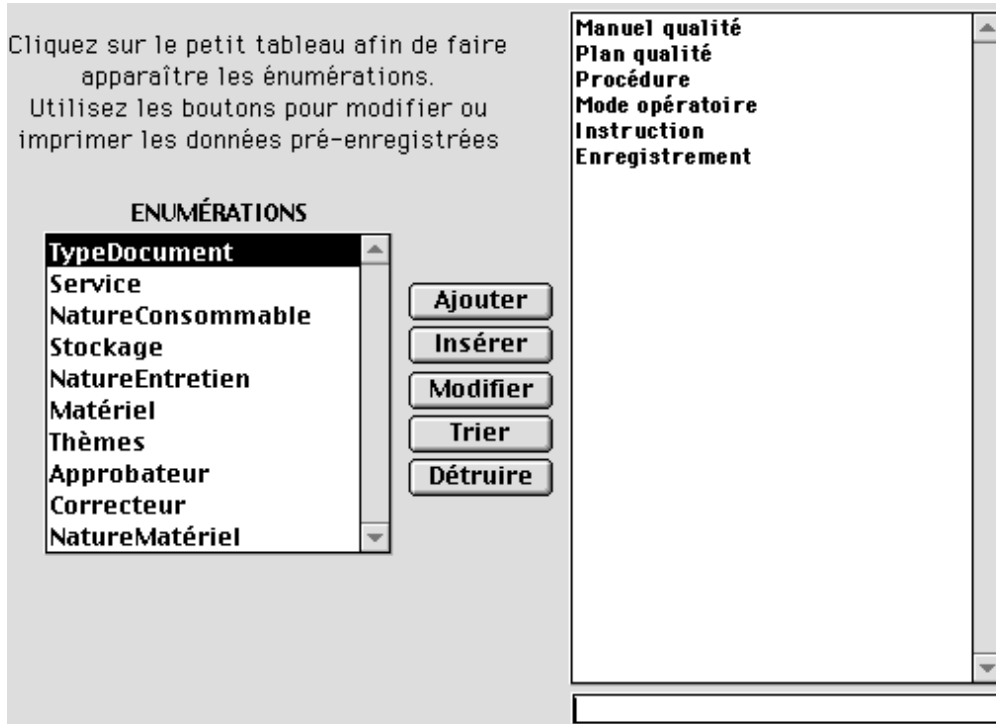 Cliquez sur le petit tableau afin de faire
apparaître les énumérations.
Utilisez les boutons pour modifier ou
imprimer les données pré-enregistrées
ENUMÉRATIONS
TypeDocument
Service
NatureConsommable
Stockage
NatureEntretien
Matériel
Thèmes
Approbateur
Correcteur
NatureMatériel
Ajouter
Insérer
Modifier
Trier
Détruire
Manuel qualité
Plan qualité
Procédure
Mode opératoire
Instruction
Enregistrement